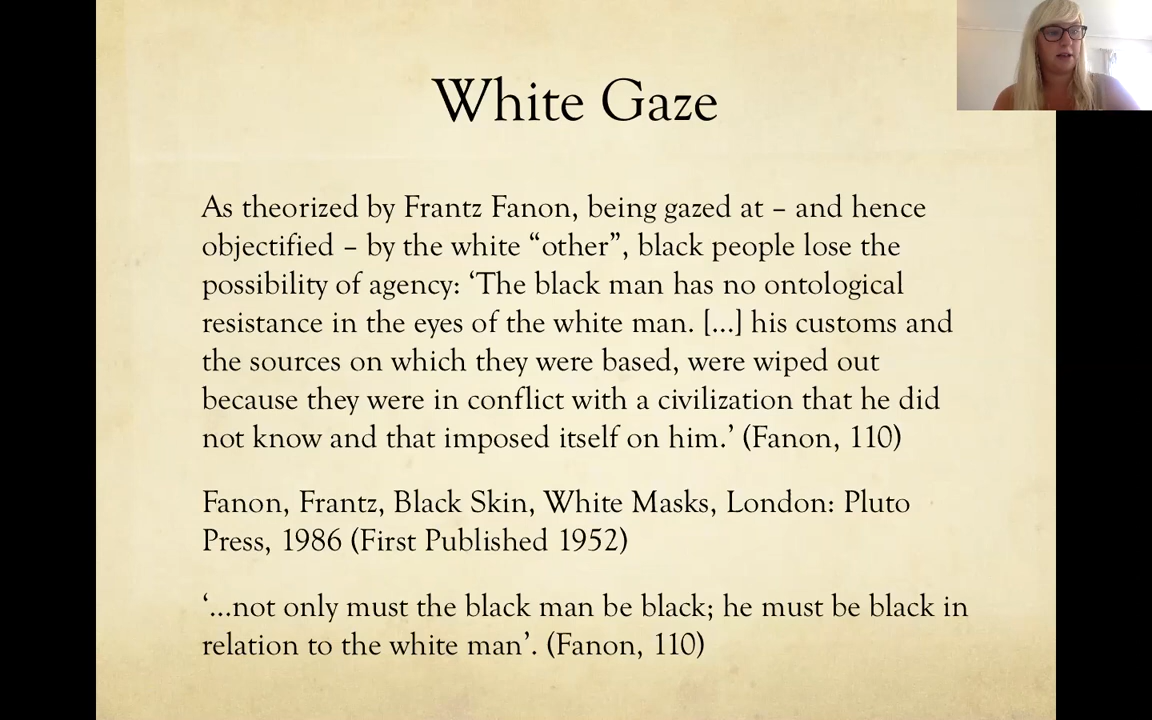 White Gaze
As theorized by Frantz Fanon, being gazed at – and hence
objectified – by the white “other”, black people lose the
possibility of agency: ‘The black man has no ontological
resistance in the eyes of the white man. [...] his customs and
the sources on which they were based, were wiped out
because they were in conflict with a civilization that he did
not know and that imposed itself on him.’ (Fanon, 110)
Fanon, Frantz, Black Skin, White Masks, London: Pluto
Press, 1986 (First Published 1952)
‘...not only must the black man be black; he must be black in
relation to the white man’. (Fanon, 110)